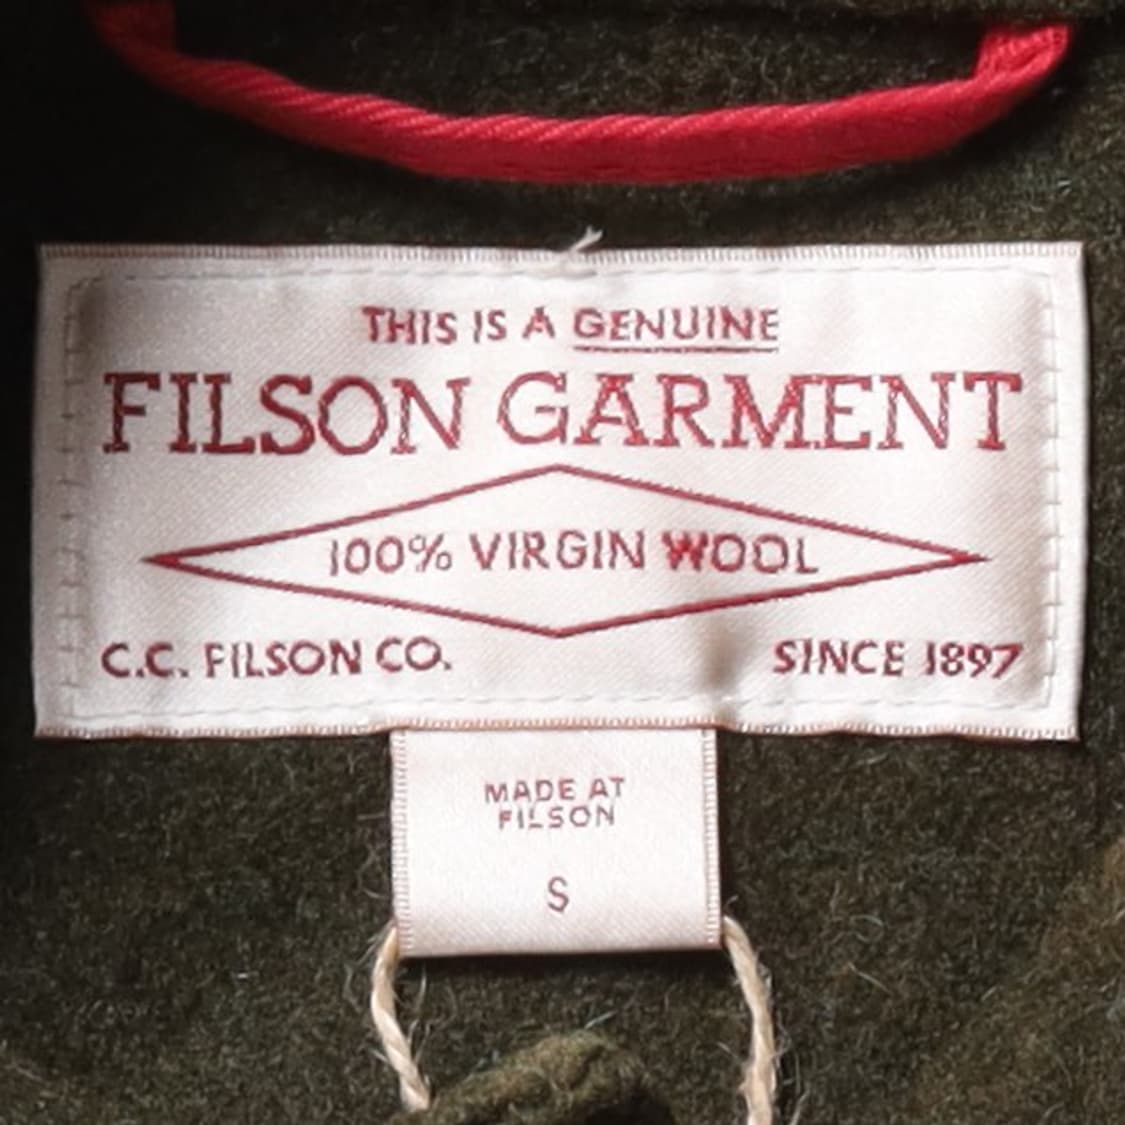 THIS IS A GENUINE
FILSON GARMENT
100% VIRGIN WOOL
C.C. FILSON CO. SINCE 1897
MADE AT
FILSON
S